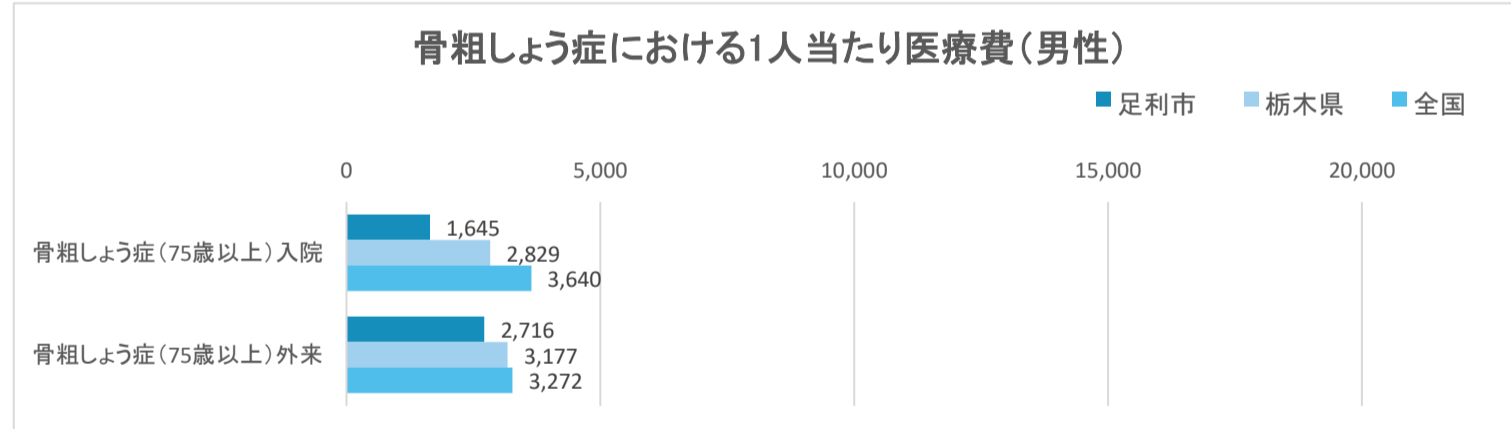 骨粗しょう症における1人当たり医療費（男性）
足利市 栃木県 全国
0 5,000 10,000 15,000 20,000
骨粗しょう症（75歳以上）入院
1,645
2,829
3,640
骨粗しょう症（75歳以上）外来
2,716
3,177
3,272